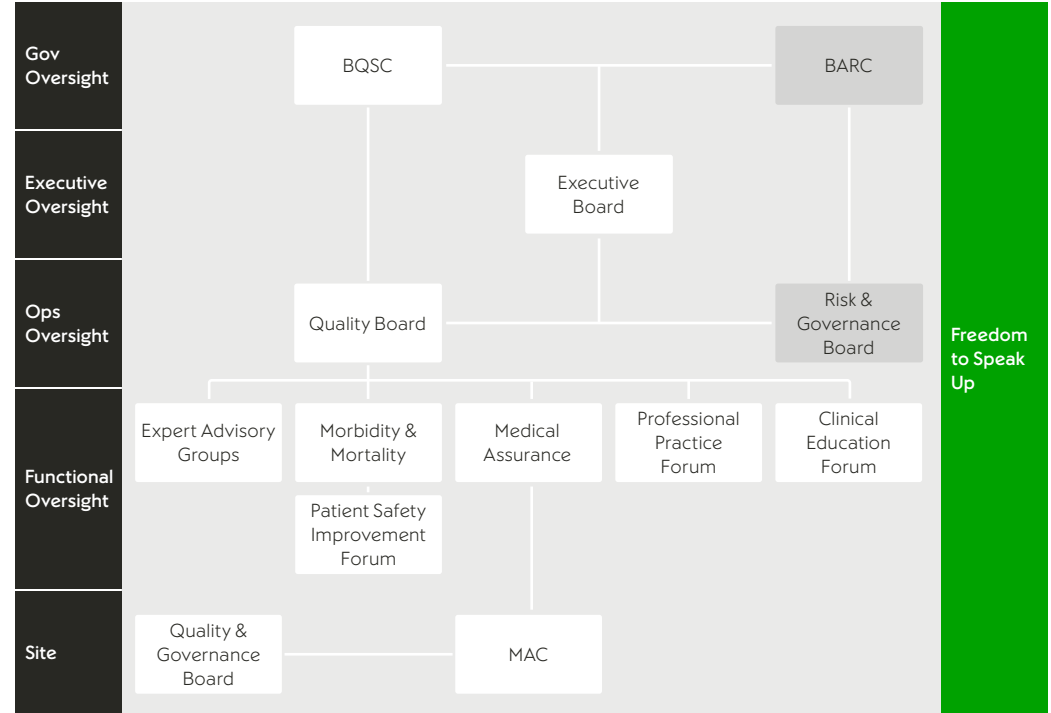 Gov
Oversight
BQSC
BARC
Executive
Oversight
Executive
Board
Ops
Oversight
Quality Board
Risk &
Governance
Board
Freedom
to Speak
Up
Functional
Oversight
Expert Advisory
Groups
Morbidity &
Mortality
Medical
Assurance
Professional
Practice
Forum
Clinical
Education
Forum
Patient Safety
Improvement
Forum
Site
Quality &
Governance
Board
MAC